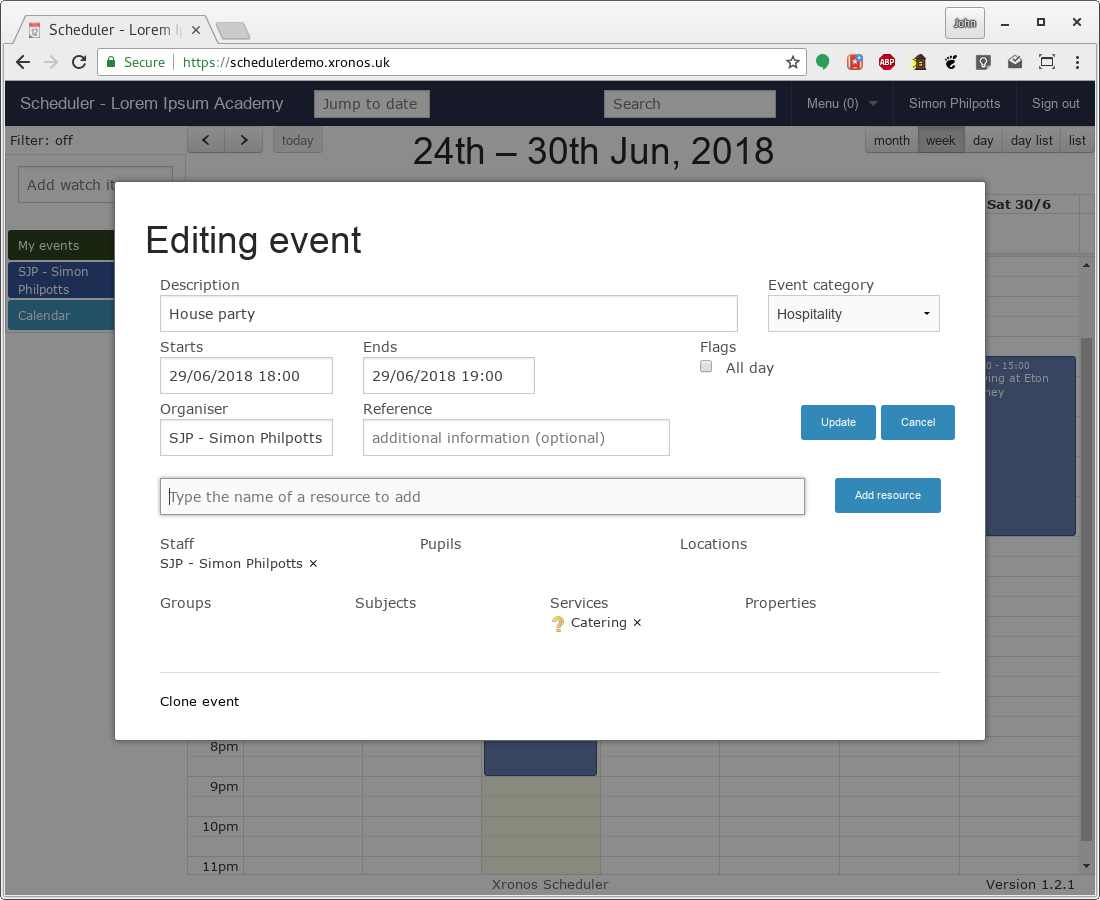 Scheduler - Lorem
John
Secure https://schedulerdemo.xronos.uk
ABP
Scheduler - Lorem Ipsum Academy Jump to date Search Menu (0) Simon Philpotts Sign out
Filter: off today 24th – 30th Jun, 2018 month week day day list list
Add watch
Sat 30/6
My events
SJP - Simon
Philpotts
Calendar
Editing event
Description Event category
House party Hospitality
Starts Ends Flags
29/06/2018 18:00 29/06/2018 19:00 All day
Organiser Reference
SJP - Simon Philpotts additional information (optional) Update Cancel
Type the name of a resource to add Add resource
Staff Pupils Locations
SJP - Simon Philpotts ×
Groups Subjects Services Properties
? Catering ×
Clone event
- 15:00
at Eton
8pm
9pm
10pm
11pm
Xronos Scheduler Version 1.2.1